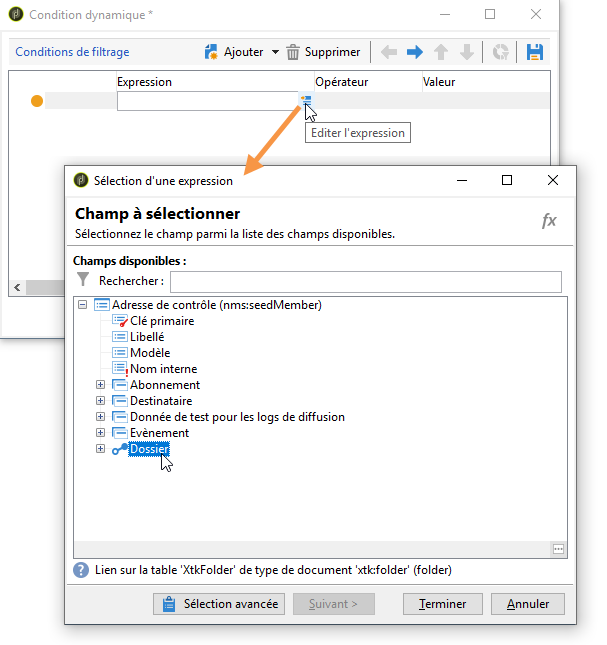 Condition dynamique *
Conditions de filtrage
Ajouter
Supprimer
Expression
Opérateur
Valeur
Editer l'expression
Sélection d'une expression
Champ à sélectionner
Sélectionnez le champ parmi la liste des champs disponibles.
fx
Champs disponibles :
Rechercher :
Adresse de contrôle (nms:seedMember)
Clé primaire
Libellé
Modèle
Nom interne
Abonnement
Destinataire
Donnée de test pour les logs de diffusion
Evènement
Dossier
Lien sur la table 'XtkFolder' de type de document 'xtk:folder' (folder)
Sélection avancée
Suivant >
Terminer
Annuler